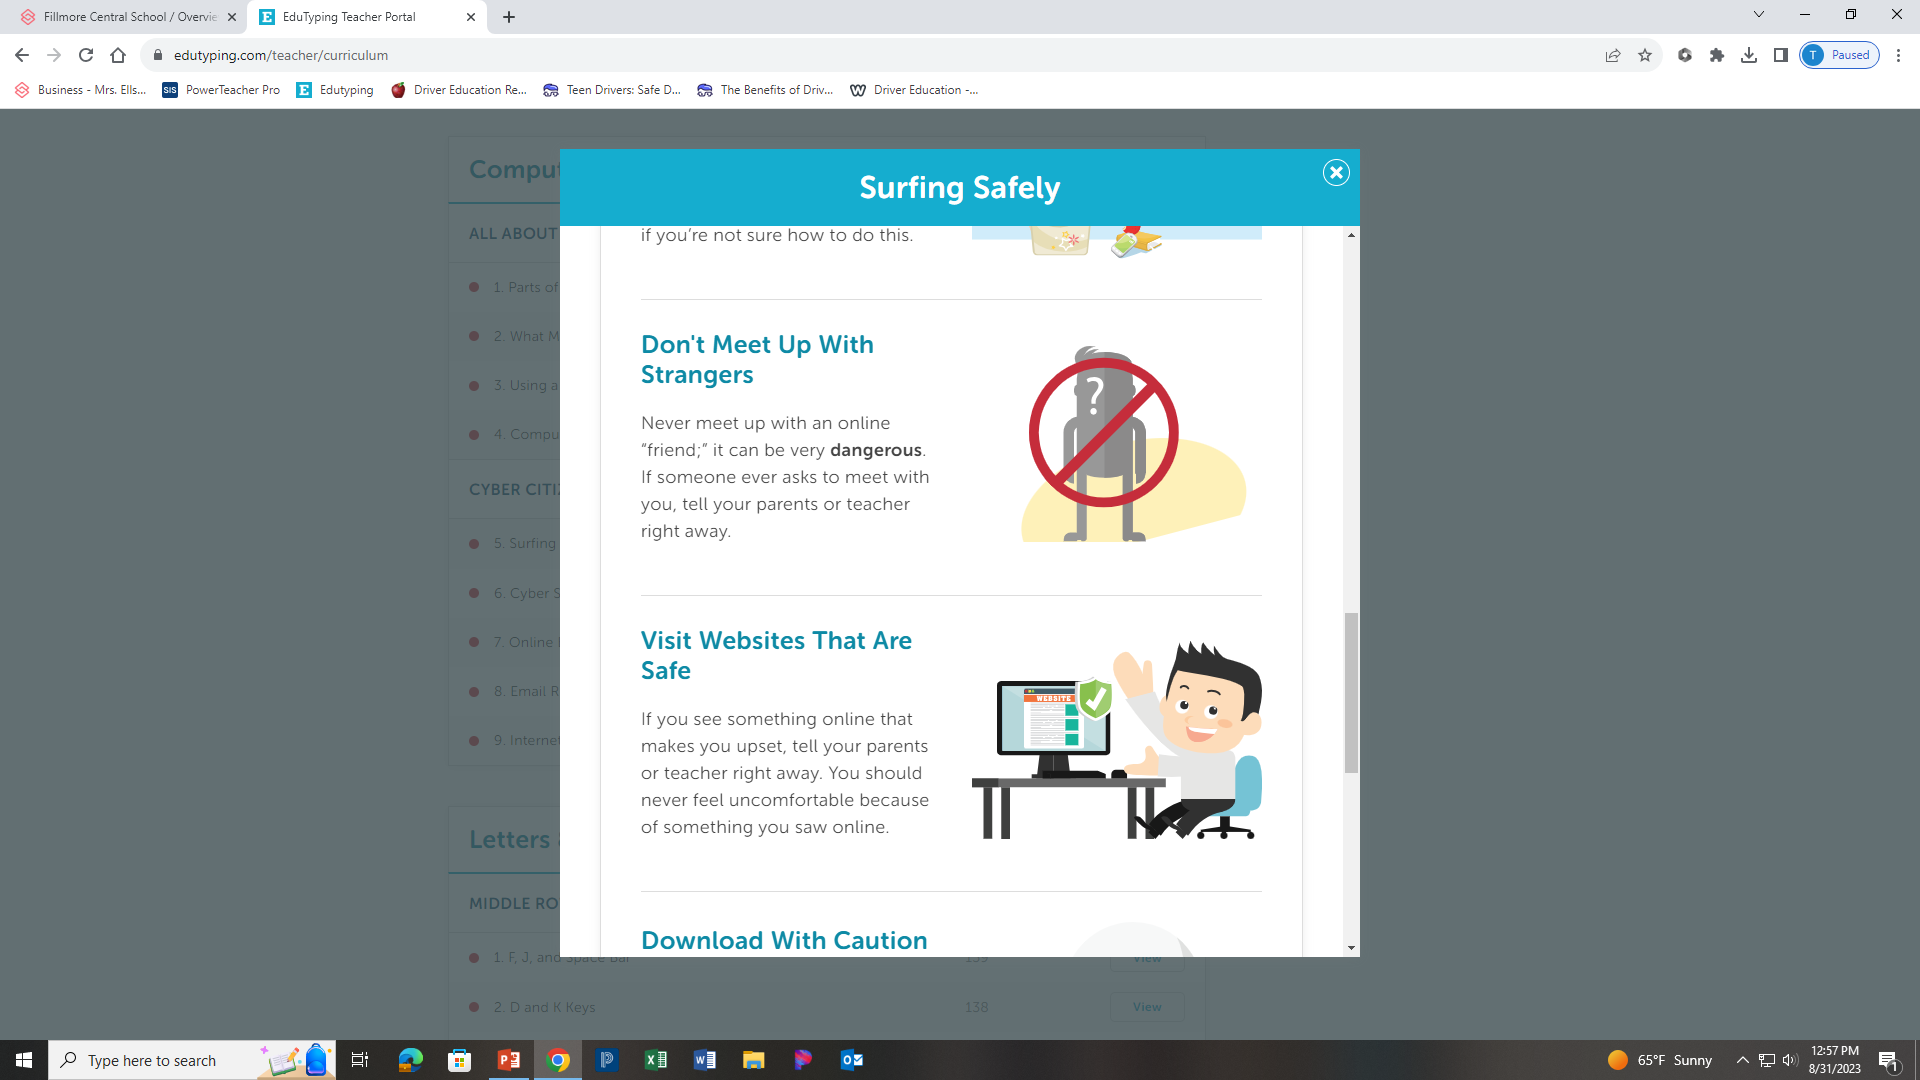 Fillmore Central School / Overvie
EduTyping Teacher Portal
edutyping.com/teacher/curriculum
T Paused
Business - Mrs. Ells...
SIS PowerTeacher Pro
E Edutyping
Driver Education Re...
Teen Drivers: Safe D...
The Benefits of Driv...
W Driver Education -...
Comput
ALL ABOUT
1. Parts of
2. What M
3. Using a
4. Compu
CYBER CITI
5. Surfing
6. Cyber S
7. Online
8. Email R
9. Interne
Letters
MIDDLE RO
1. F, J, and Space Bar 139 View
2. D and K Keys 138 View
Surfing Safely
if you’re not sure how to do this.
Don't Meet Up With
Strangers
Never meet up with an online
“friend;” it can be very dangerous.
If someone ever asks to meet with
you, tell your parents or teacher
right away.
?
Visit Websites That Are
Safe
If you see something online that
makes you upset, tell your parents
or teacher right away. You should
never feel uncomfortable because
of something you saw online.
WEBSITE
Download With Caution
Type here to search
65°F Sunny
12:57 PM
8/31/2023
1